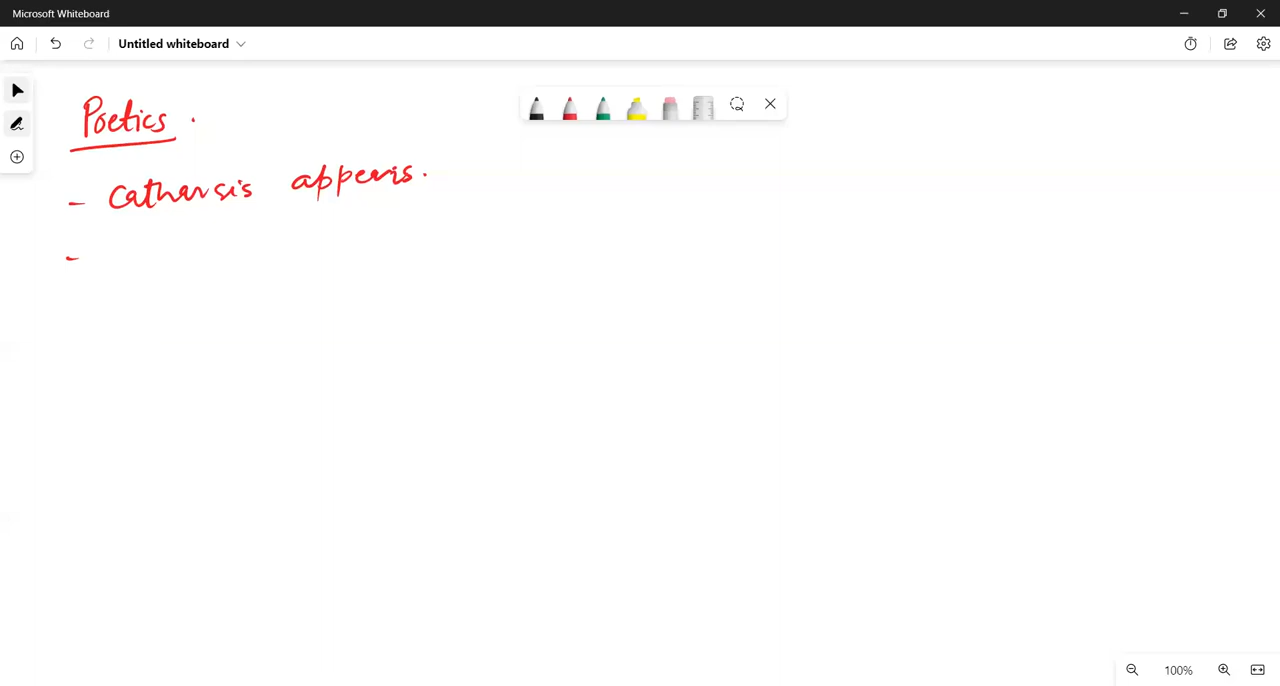 Microsoft Whiteboard
Untitled whiteboard
Poetics .
- Catharsis appears.
-
100%